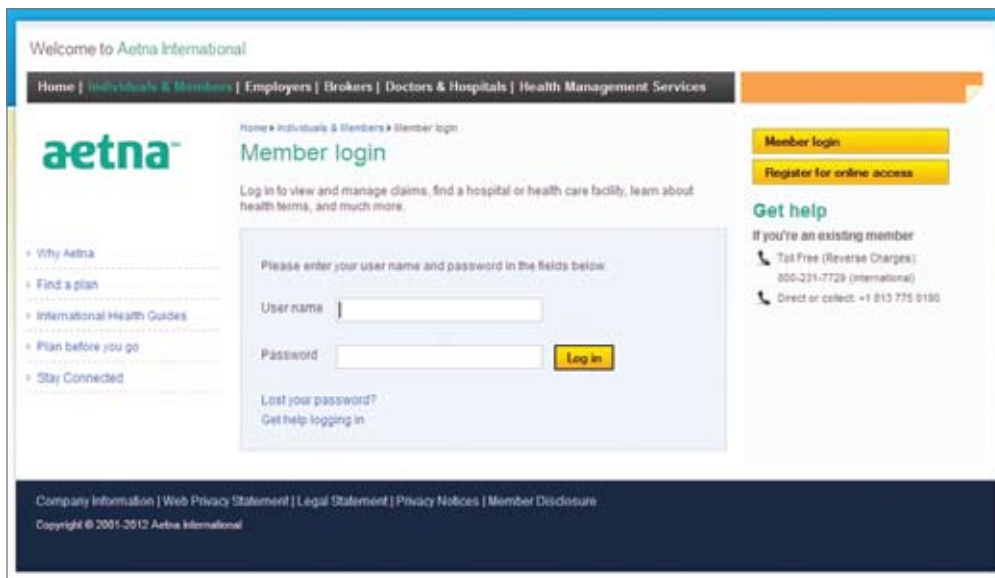 Welcome to Aetna International
Home | Individuals & Members | Employers | Brokers | Doctors & Hospitals | Health Management Services
aetna™
Home ▸ Individuals & Members ▸ Member login
Member login
Log in to view and manage claims, find a hospital or health care facility, learn about
health terms, and much more.
Please enter your user name and password in the fields below
User name
Password
Log in
Lost your password?
Get help logging in
Why Aetna
Find a plan
International Health Guides
Plan before you go
Stay Connected
Member login
Register for online access
Get help
If you're an existing member
Toll Free (Reverse Charges):
800-231-7729 (international)
Direct or collect: +1 813 775 0190
Company Information | Web Privacy Statement | Legal Statement | Privacy Notices | Member Disclosure
Copyright © 2001-2012 Aetna International